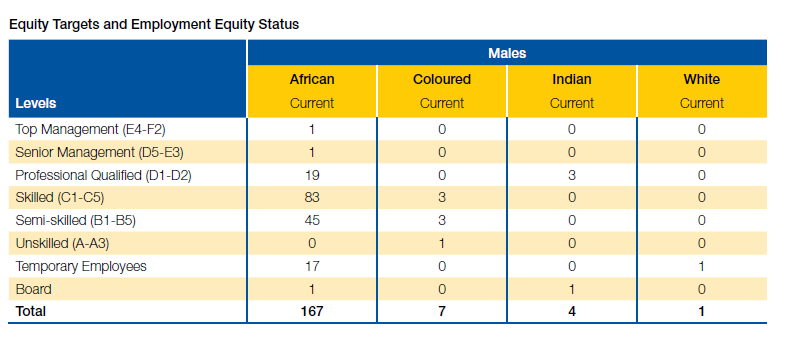 Equity Targets and Employment Equity Status
Males
African Coloured Indian White
Levels Current Current Current Current
Top Management (E4-F2) 1 0 0 0
Senior Management (D5-E3) 1 0 0 0
Professional Qualified (D1-D2) 19 0 3 0
Skilled (C1-C5) 83 3 0 0
Semi-skilled (B1-B5) 45 3 0 0
Unskilled (A-A3) 0 1 0 0
Temporary Employees 17 0 0 1
Board 1 0 1 0
Total 167 7 4 1